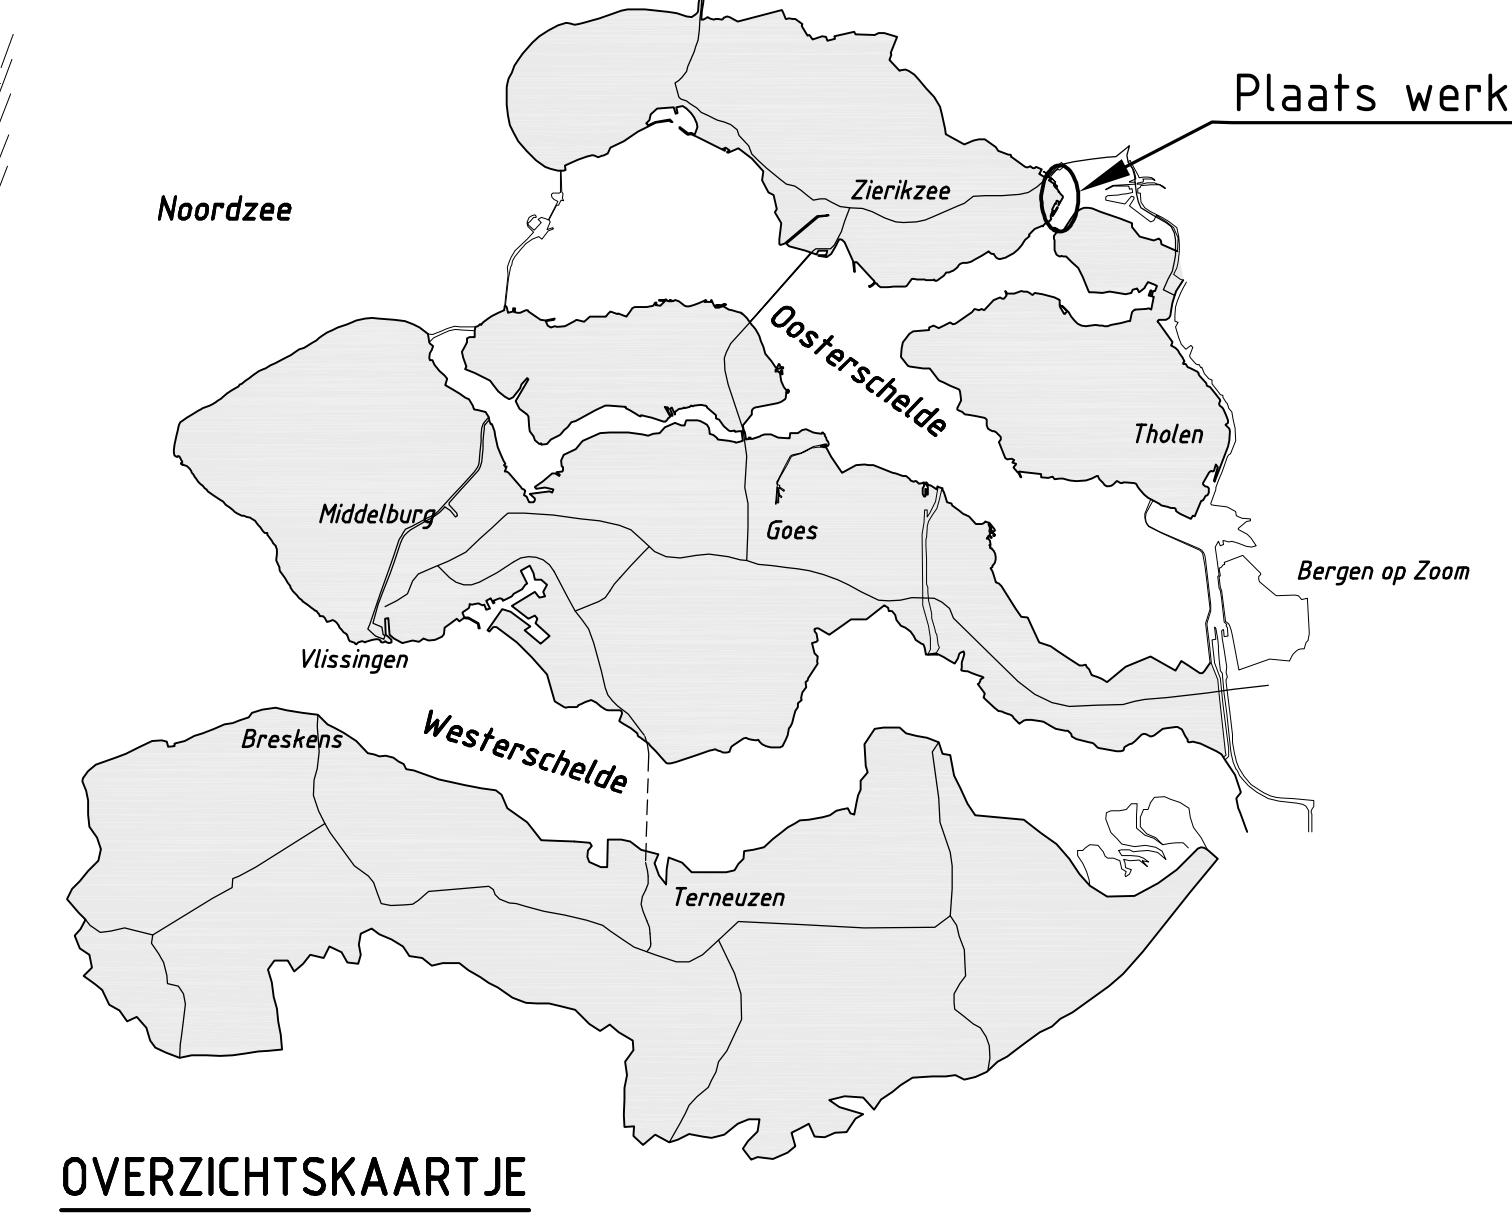 Plaats werk
Zierikzee
Noordzee
Oosterschelde
Tholen
Middelburg
Goes
Bergen op Zoom
Vlissingen
Westerschelde
Breskens
Terneuzen
OVERZICHTSKAARTJE